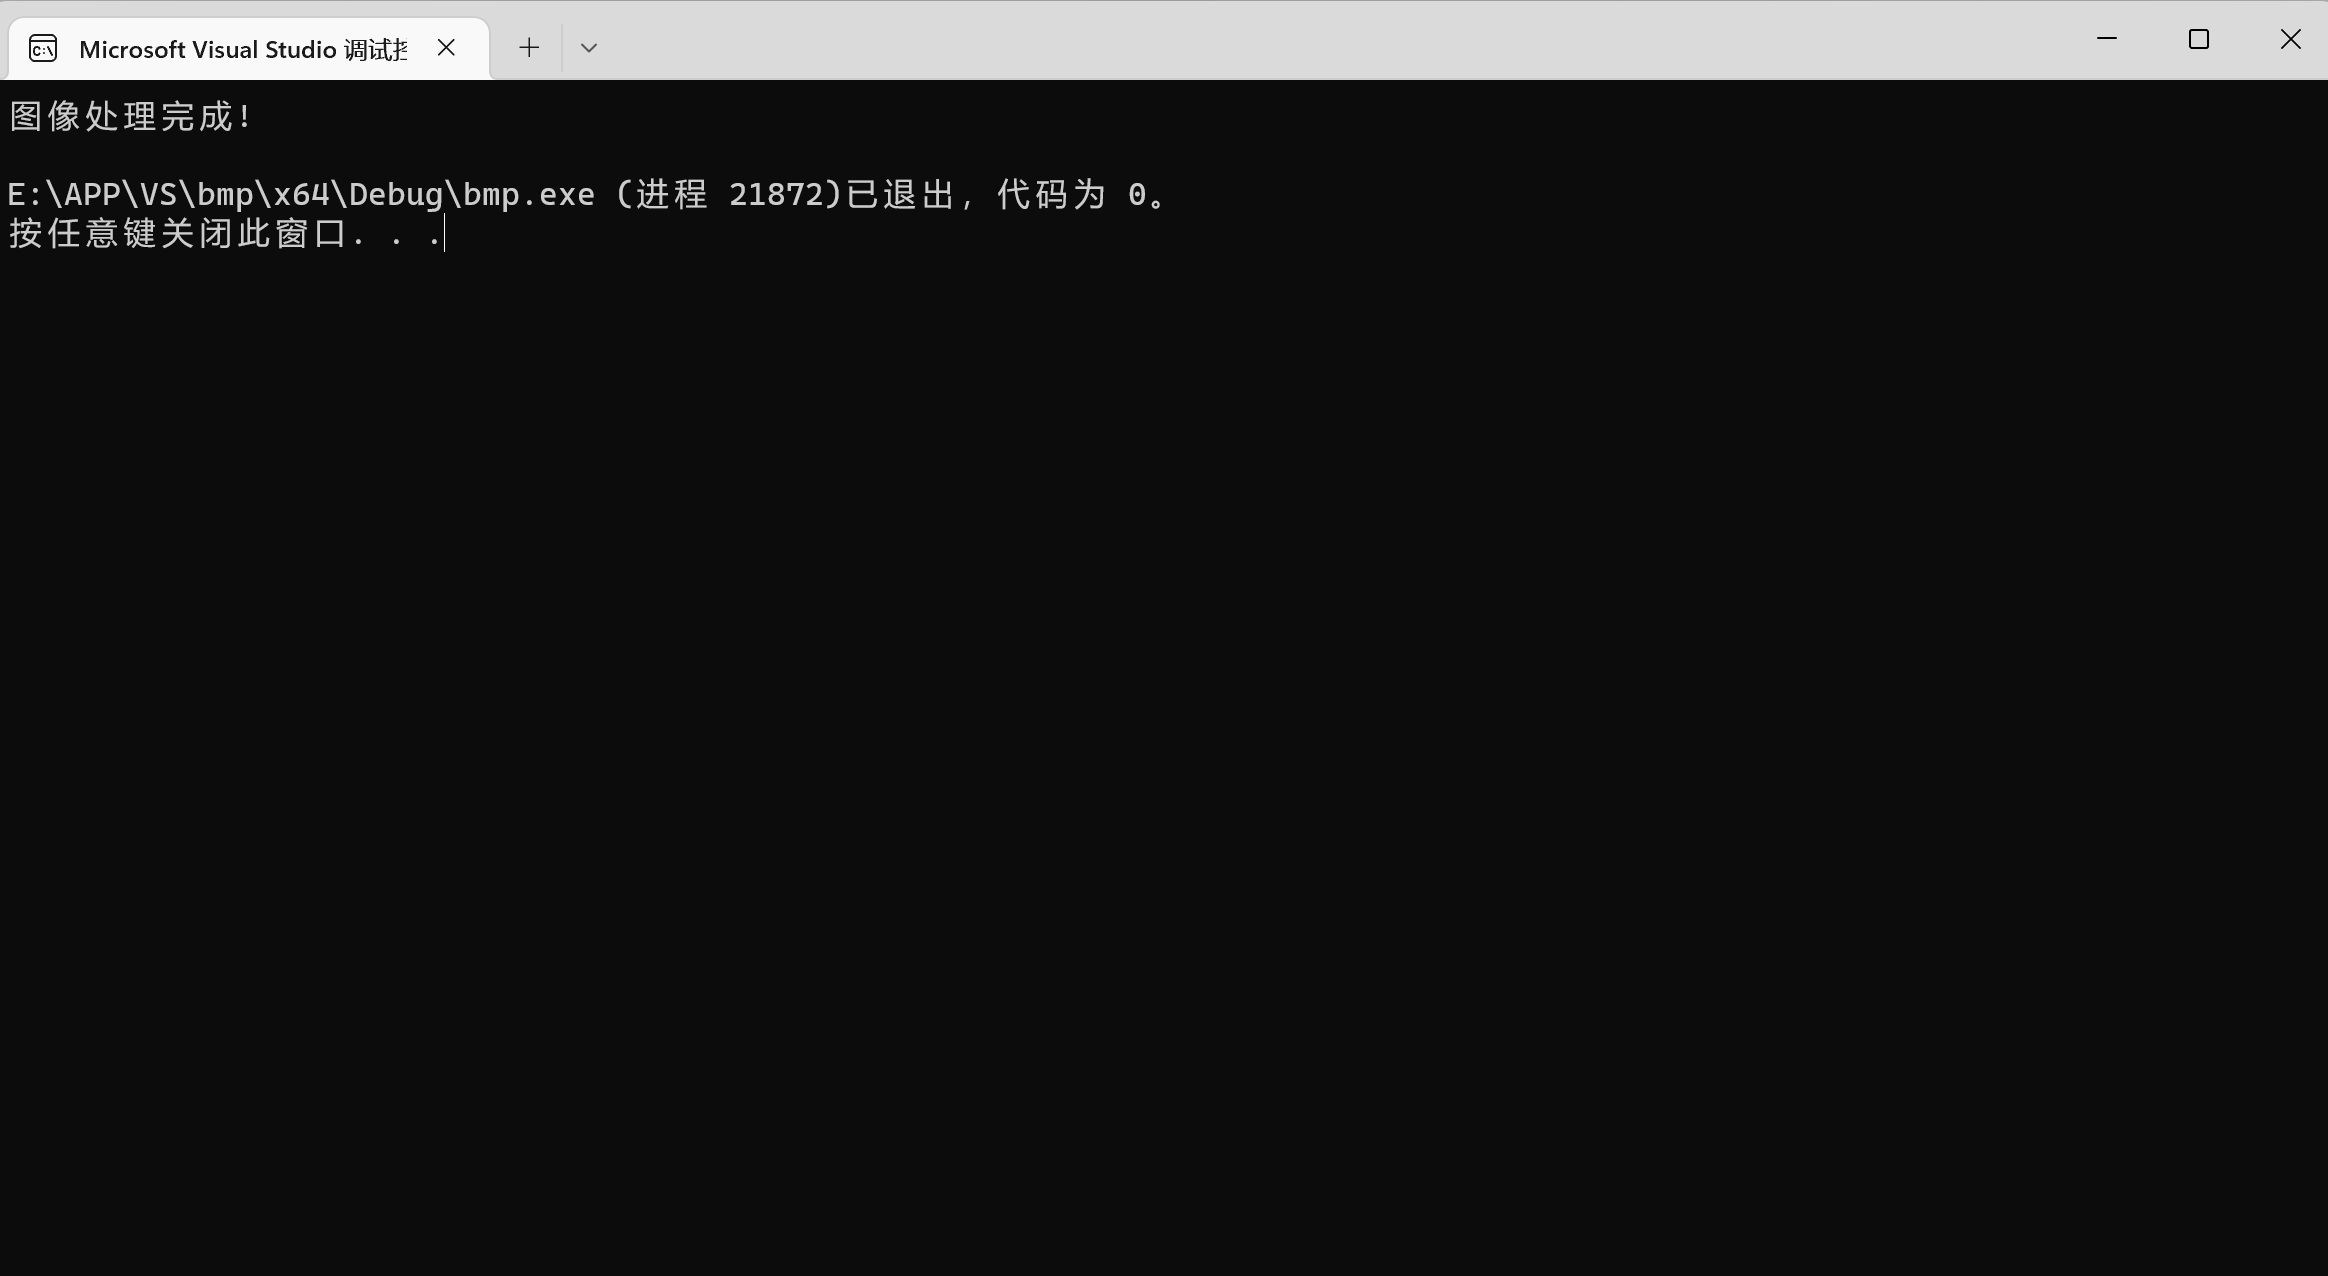 Microsoft Visual Studio 调试
图像处理完成!
E:\APP\VS\bmp\x64\Debug\bmp.exe (进程 21872)已退出，代码为 0。
按任意键关闭此窗口. . .